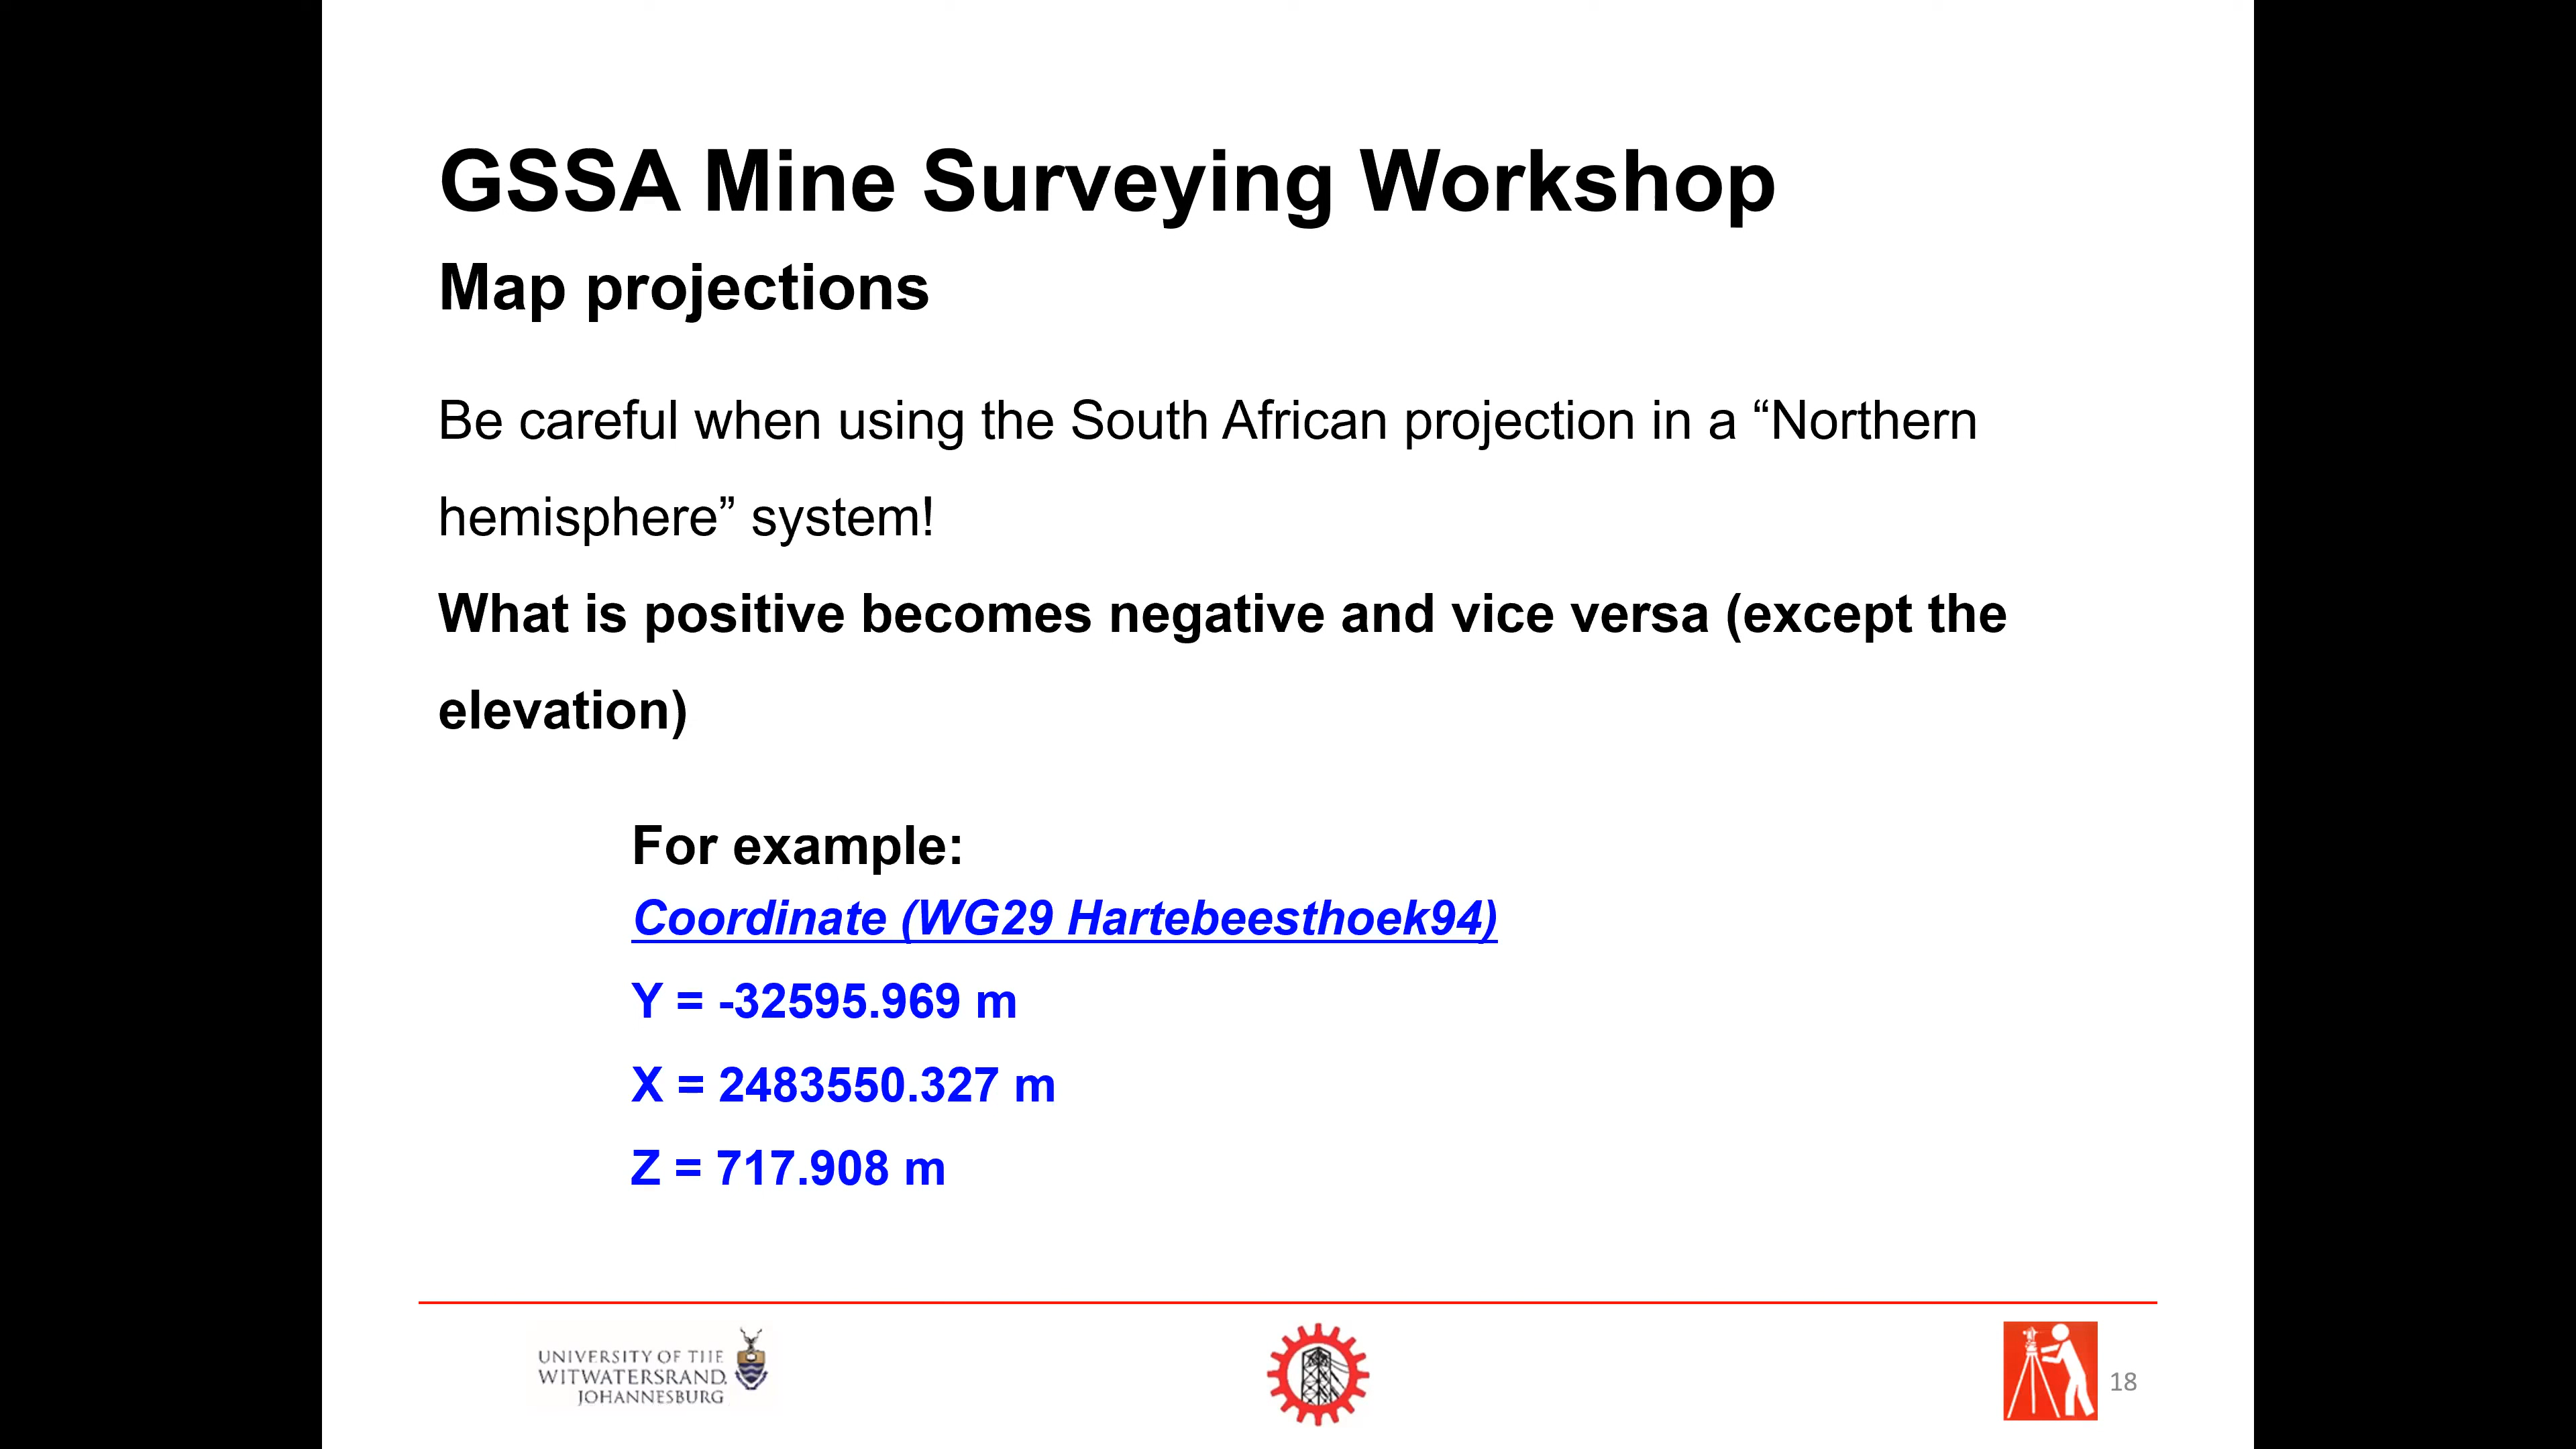 GSSA Mine Surveying Workshop
Map projections
Be careful when using the South African projection in a “Northern
hemisphere” system!
What is positive becomes negative and vice versa (except the
elevation)
For example:
Coordinate (WG29 Hartebeesthoek94)
Y = -32595.969 m
X = 2483550.327 m
Z = 717.908 m
UNIVERSITY OF THE
WITWATERSRAND,
JOHANNESBURG
18